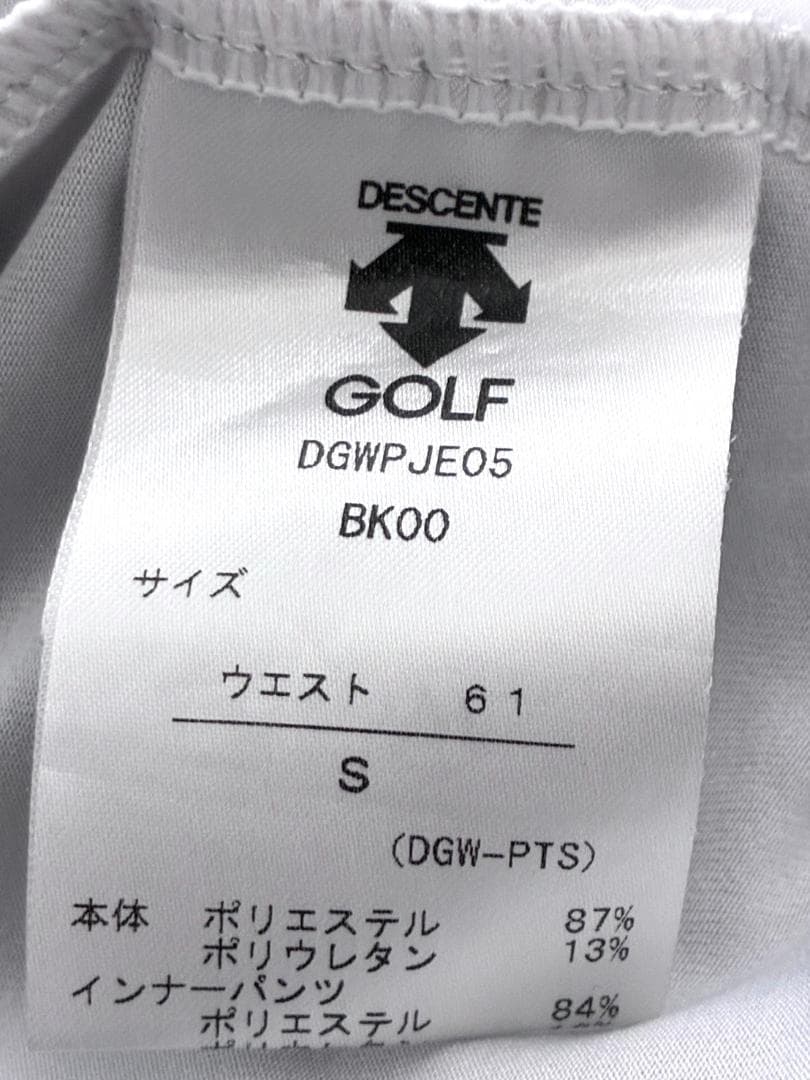 DESCENTE
GOLF
DGWPJE05
BK00
サイズ
ウエスト 61
S
(DGW-PTS)
本体 ポリエステル 87%
ポリウレタン 13%
インナーパンツ
ポリエステル 84%